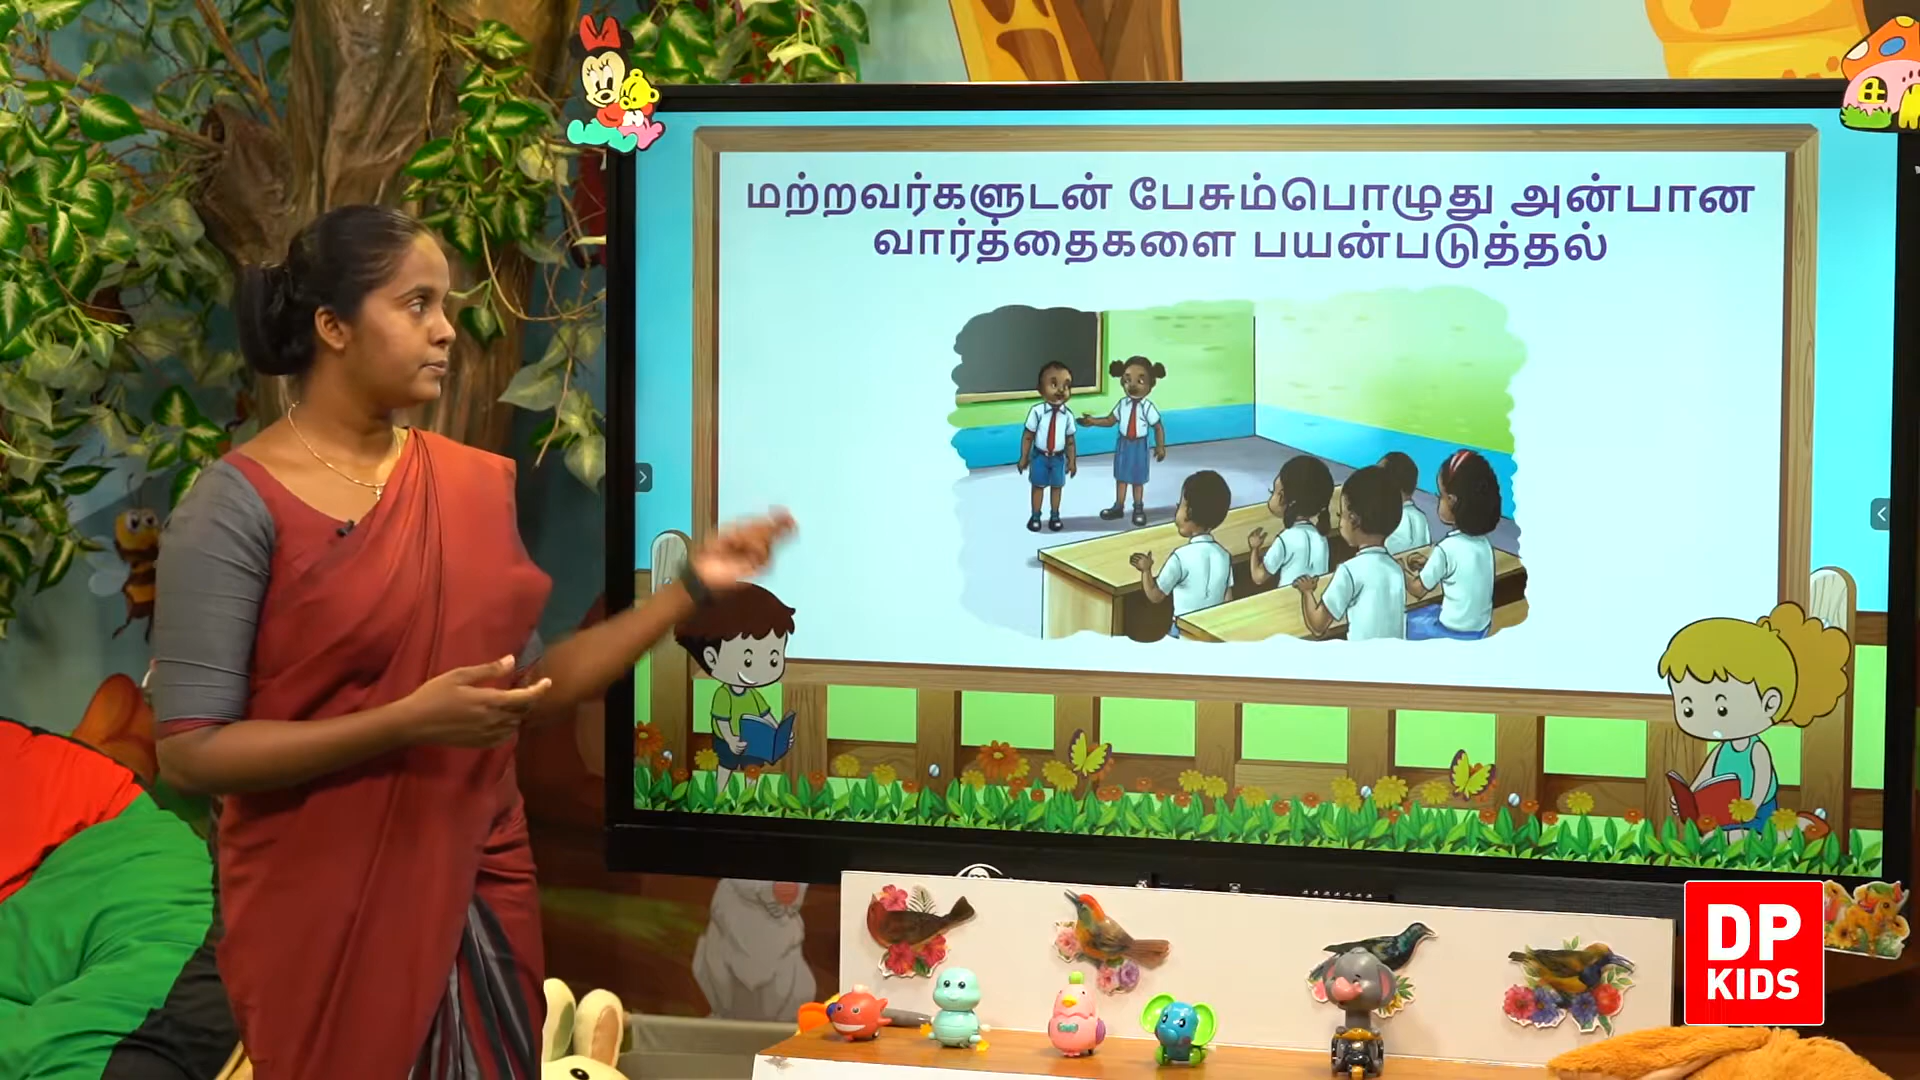 மற்றவர்களுடன் பேசும்பொழுது அன்பான
வார்த்தைகளை பயன்படுத்தல்
DP
KIDS